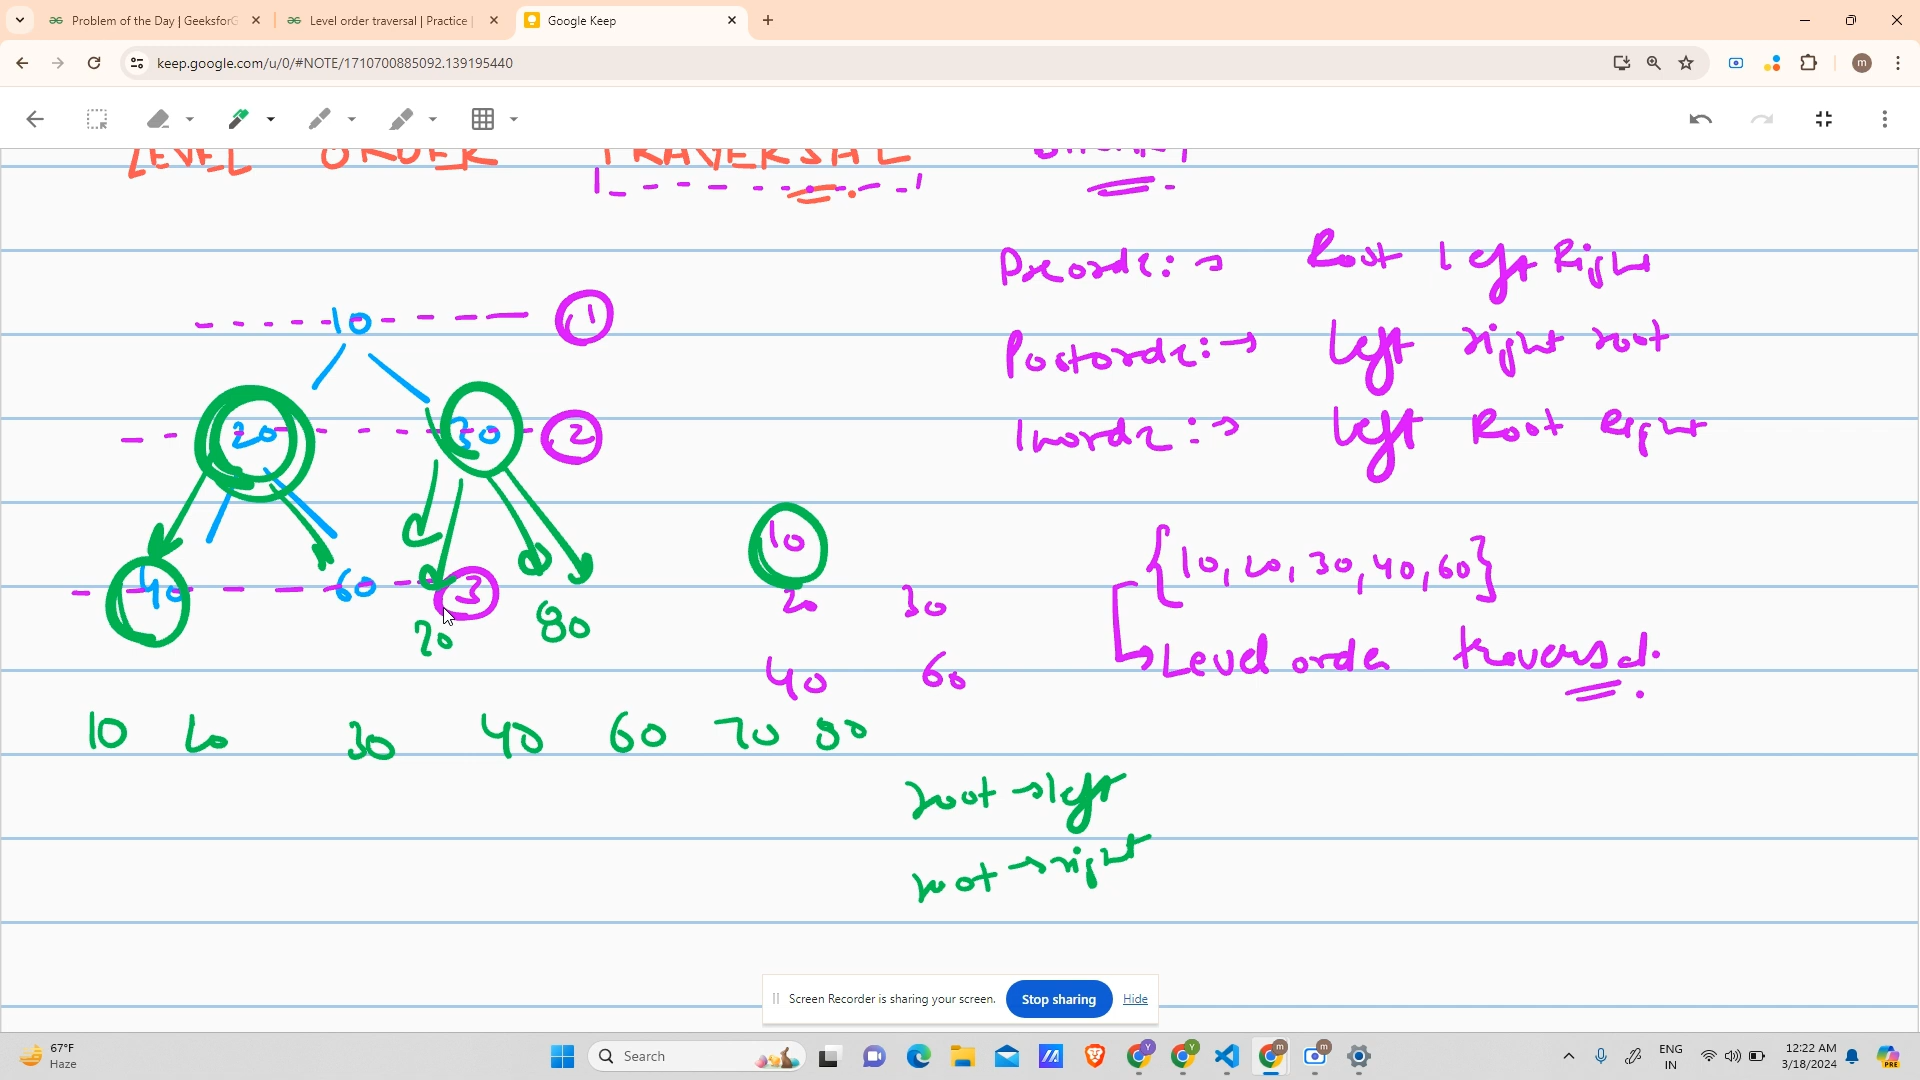 Problem of the Day | GeeksforG
Level order traversal | Practice |
Google Keep
keep.google.com/u/0/#NOTE/1710700885092.139195440
m
LEVEL ORDER TRAVERSAL
Preorder: → Root left Right
Postorder: → left right root
Inorder: → left Root Right
10 1
20 30 2
40 60 3
70 80
10
20 30
40 60
{10, 20, 30, 40, 60}
Level order traversal.
10 20 30 40 60 70 80
root → left
root → right
Screen Recorder is sharing your screen. Stop sharing Hide
67°F
Haze
Search
ENG
IN
12:22 AM
3/18/2024